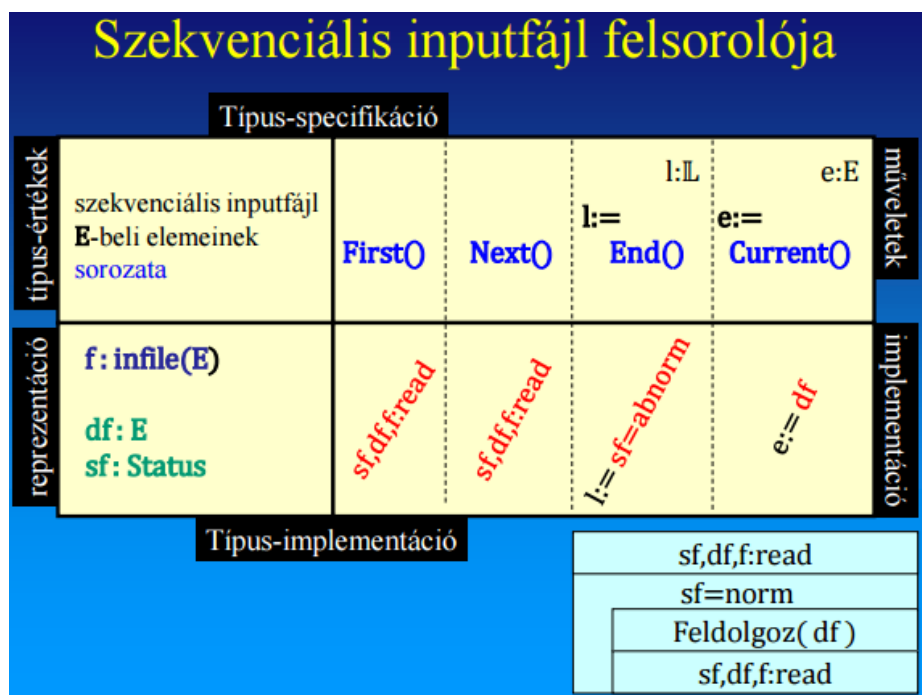 Szekvenciális inputfájl felsorolója
Típus-specifikáció
típus-értékek
szekvenciális inputfájl
E-beli elemeinek
sorozata
First()
Next()
l:𝕃
l:=
End()
e:E
e:=
Current()
műveletek
reprezentáció
f : infile(E)
df : E
sf : Status
sf,df,f:read
sf,df,f:read
l:= sf=abnorm
e:= df
implementáció
Típus-implementáció
sf,df,f:read
sf=norm
Feldolgoz( df )
sf,df,f:read